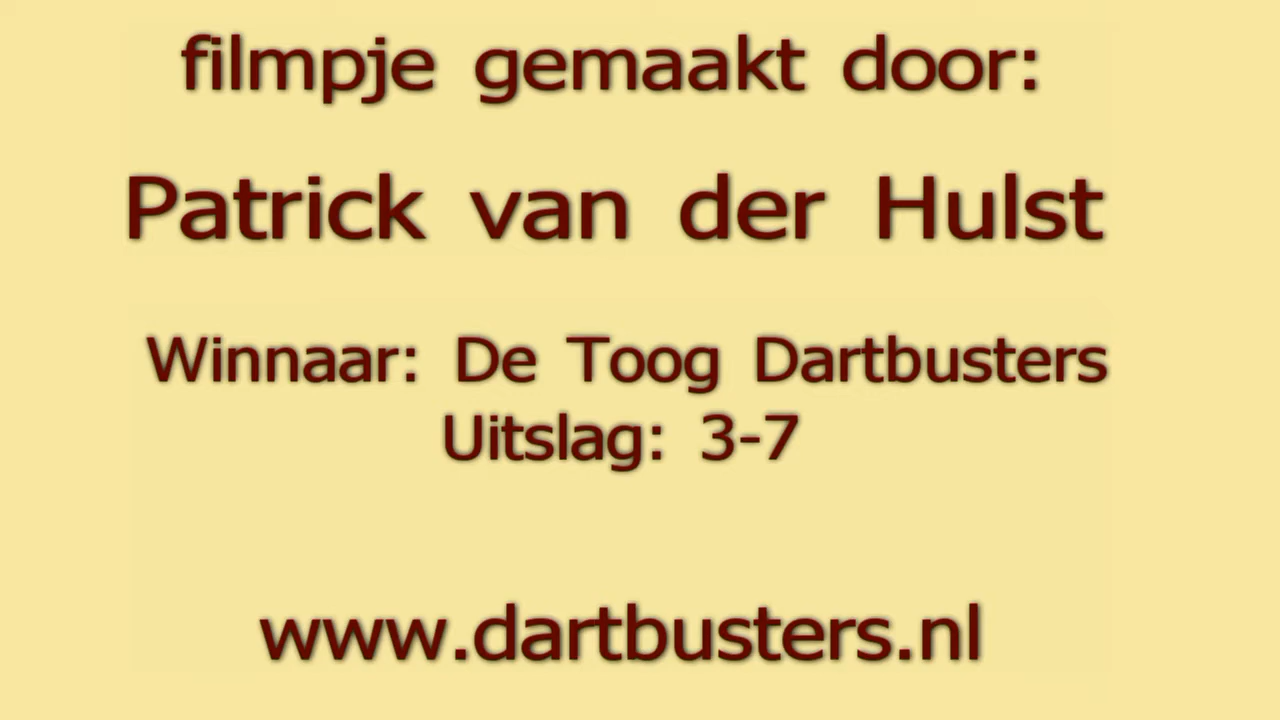 filmpje gemaakt door:
Patrick van der Hulst
Winnaar: De Toog Dartbusters
Uitslag: 3-7
www.dartbusters.nl